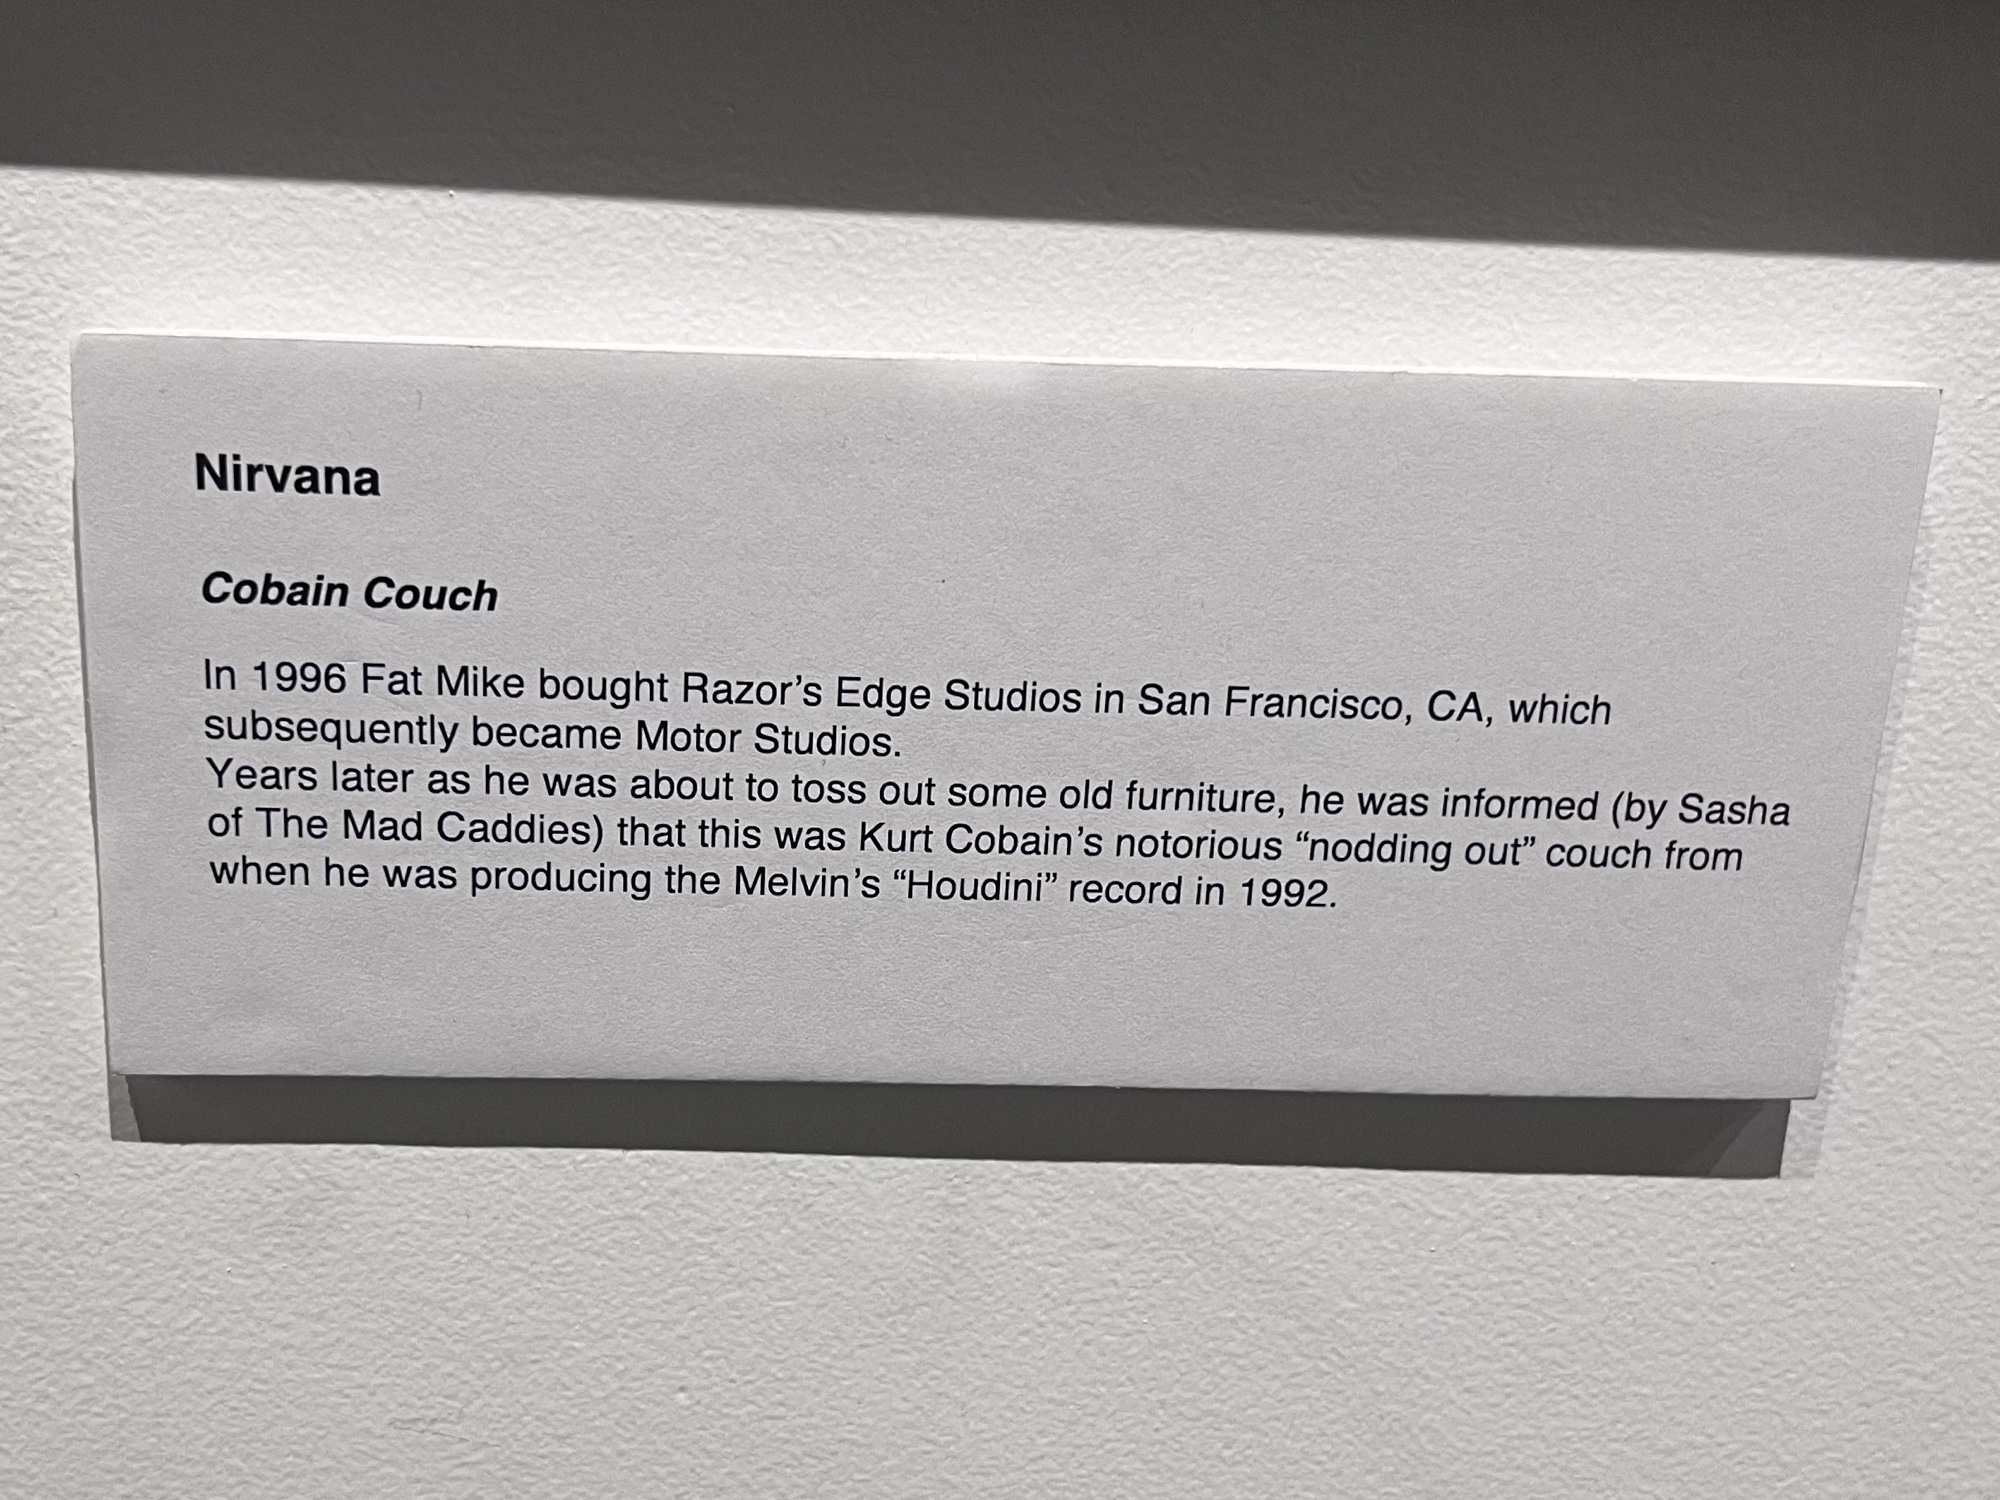 Nirvana
Cobain Couch
In 1996 Fat Mike bought Razor’s Edge Studios in San Francisco, CA, which
subsequently became Motor Studios.
Years later as he was about to toss out some old furniture, he was informed (by Sasha
of The Mad Caddies) that this was Kurt Cobain’s notorious “nodding out” couch from
when he was producing the Melvin’s “Houdini” record in 1992.